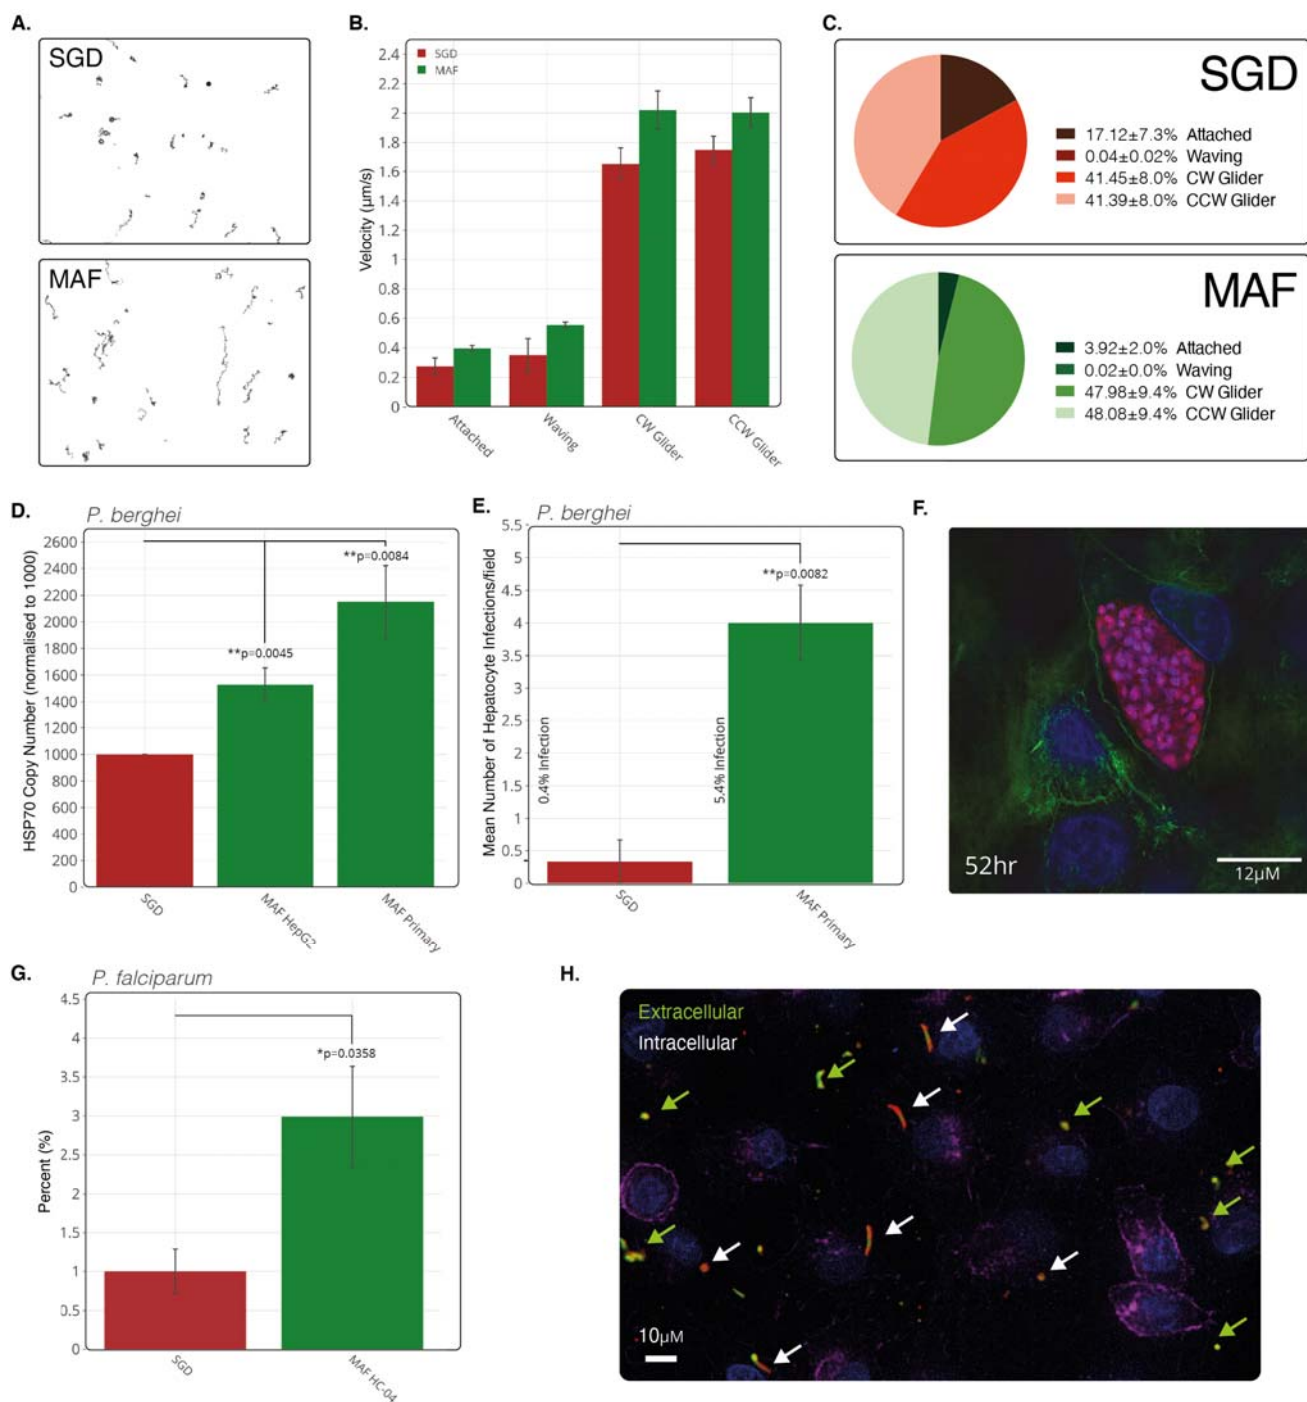 A.
SGD
MAF
B.
Velocity (µm/s)
2.4
2.2
2
1.8
1.6
1.4
1.2
1
0.8
0.6
0.4
0.2
0
SGD
MAF
Attached
Waving
CW Glider
CCW Glider
C.
SGD
17.12±7.3% Attached
0.04±0.02% Waving
41.45±8.0% CW Glider
41.39±8.0% CCW Glider
MAF
3.92±2.0% Attached
0.02±0.0% Waving
47.98±9.4% CW Glider
48.08±9.4% CCW Glider
D.
P. berghei
HSP70 Copy Number (normalised to 1000)
2600
2400
2200
2000
1800
1600
1400
1200
1000
800
600
400
200
0
**p=0.0084
**p=0.0045
SGD
MAF HepG2
MAF Primary
E.
P. berghei
Mean Number of Hepatocyte Infections/field
5.5
5
4.5
4
3.5
3
2.5
2
1.5
1
0.5
0
**p=0.0082
0.4% Infection
5.4% Infection
SGD
MAF Primary
F.
52hr
12µM
G.
P. falciparum
Percent (%)
4.5
4
3.5
3
2.5
2
1.5
1
0.5
0
*p=0.0358
SGD
MAF HC-04
H.
Extracellular
Intracellular
10µM